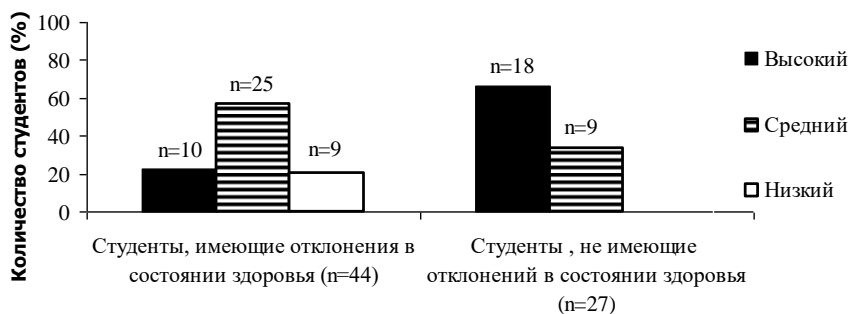 Количество студентов (%)
100
80
60
40
20
0
n=10
n=25
n=9
n=18
n=9
Высокий
Средний
Низкий
Студенты, имеющие отклонения в
состоянии здоровья (n=44)
Студенты , не имеющие
отклонений в состоянии здоровья
(n=27)